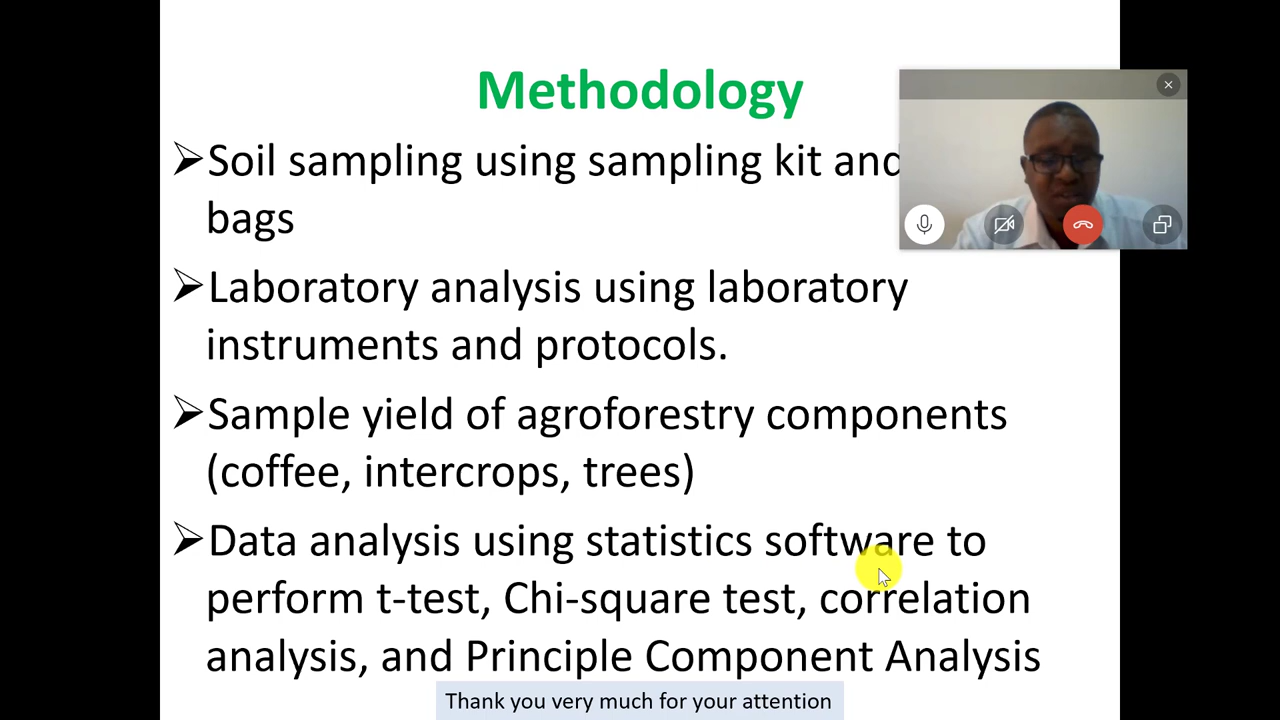 Methodology
➢Soil sampling using sampling kit and
bags
➢Laboratory analysis using laboratory
instruments and protocols.
➢Sample yield of agroforestry components
(coffee, intercrops, trees)
➢Data analysis using statistics software to
perform t-test, Chi-square test, correlation
analysis, and Principle Component Analysis
Thank you very much for your attention